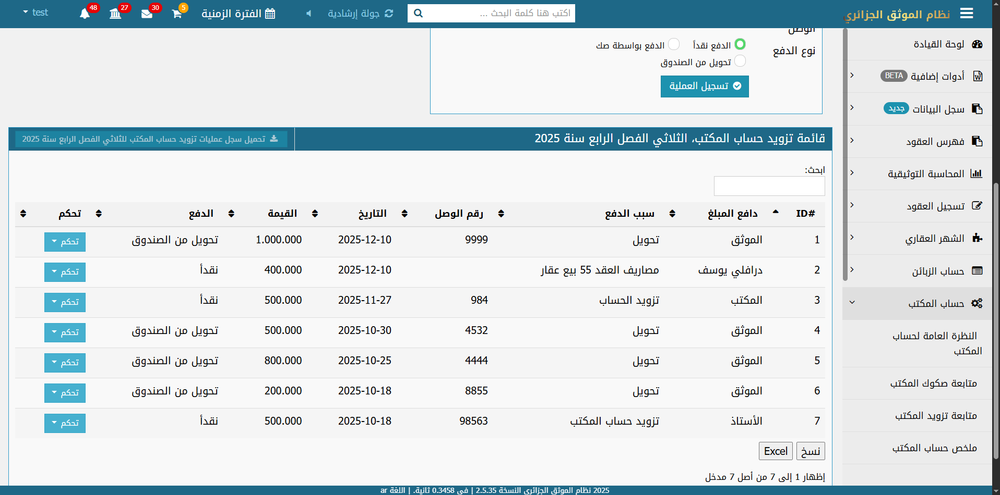 نظام الموثق الجزائري
اكتب هنا كلمة البحث ...
جولة إرشادية
الفترة الزمنية
5
30
27
48
test
لوحة القيادة
أدوات إضافية BETA
سجل البيانات جديد
فهرس العقود
المحاسبة التوثيقية
تسجيل العقود
الشهر العقاري
حساب الزبائن
حساب المكتب
النظرة العامة لحساب
المكتب
متابعة صكوك المكتب
متابعة تزويد المكتب
ملخص حساب المكتب
الوصل
نوع الدفع
الدفع نقداً الدفع بواسطة صك
تحويل من الصندوق
تسجيل العملية
قائمة تزويد حساب المكتب، الثلاثي الفصل الرابع سنة 2025
تحميل سجل عمليات تزويد حساب المكتب للثلاثي الفصل الرابع سنة 2025
ابحث:
ID# دافع المبلغ سبب الدفع رقم الوصل التاريخ القيمة الدفع تحكم
1 الموثق تحويل 9999 2025-12-10 1.000.000 تحويل من الصندوق تحكم
2 درافلي يوسف مصاريف العقد 55 بيع عقار 2025-12-10 400.000 نقدأ تحكم
3 المكتب تزويد الحساب 984 2025-11-27 500.000 نقدأ تحكم
4 الموثق تحويل 4532 2025-10-30 500.000 تحويل من الصندوق تحكم
5 الموثق تحويل 4444 2025-10-25 800.000 تحويل من الصندوق تحكم
6 الموثق تحويل 8855 2025-10-18 200.000 تحويل من الصندوق تحكم
7 الأستاذ تزويد حساب المكتب 98563 2025-10-18 500.000 نقدأ تحكم
نسخ Excel
إظهار 1 إلى 7 من أصل 7 مدخل
2025 نظام الموثق الجزائري النسخة 2.5.35 | في 0.3458 ثانية. | اللغة ar